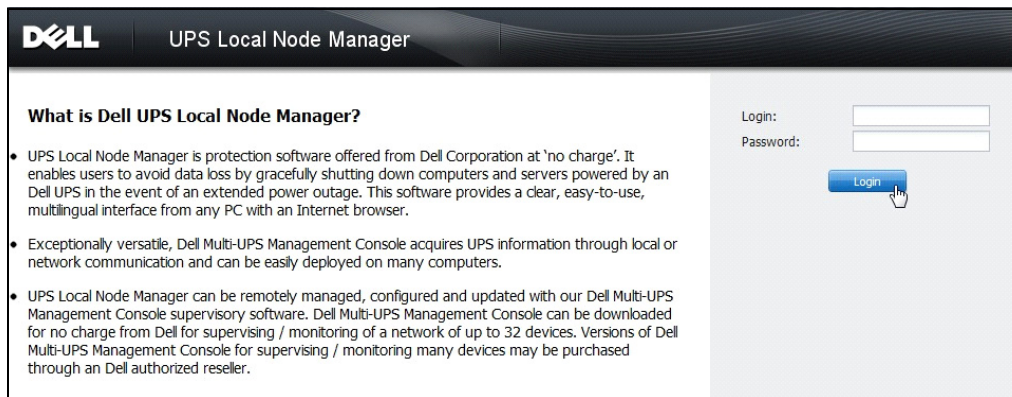 DELL
UPS Local Node Manager
What is Dell UPS Local Node Manager?
• UPS Local Node Manager is protection software offered from Dell Corporation at ‘no charge’. It
enables users to avoid data loss by gracefully shutting down computers and servers powered by an
Dell UPS in the event of an extended power outage. This software provides a clear, easy-to-use,
multilingual interface from any PC with an Internet browser.
• Exceptionally versatile, Dell Multi-UPS Management Console acquires UPS information through local or
network communication and can be easily deployed on many computers.
• UPS Local Node Manager can be remotely managed, configured and updated with our Dell Multi-UPS
Management Console supervisory software. Dell Multi-UPS Management Console can be downloaded
for no charge from Dell for supervising / monitoring of a network of up to 32 devices. Versions of Dell
Multi-UPS Management Console for supervising / monitoring many devices may be purchased
through an Dell authorized reseller.
Login:
Password:
Login